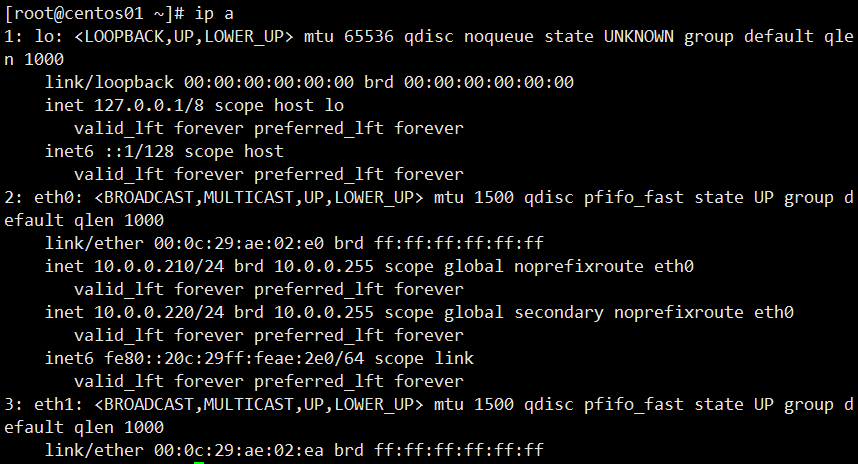 [root@centos01 ~]# ip a
1: lo: <LOOPBACK,UP,LOWER_UP> mtu 65536 qdisc noqueue state UNKNOWN group default qle
n 1000
    link/loopback 00:00:00:00:00:00 brd 00:00:00:00:00:00
    inet 127.0.0.1/8 scope host lo
       valid_lft forever preferred_lft forever
    inet6 ::1/128 scope host
       valid_lft forever preferred_lft forever
2: eth0: <BROADCAST,MULTICAST,UP,LOWER_UP> mtu 1500 qdisc pfifo_fast state UP group d
efault qlen 1000
    link/ether 00:0c:29:ae:02:e0 brd ff:ff:ff:ff:ff:ff
    inet 10.0.0.210/24 brd 10.0.0.255 scope global noprefixroute eth0
       valid_lft forever preferred_lft forever
    inet 10.0.0.220/24 brd 10.0.0.255 scope global secondary noprefixroute eth0
       valid_lft forever preferred_lft forever
    inet6 fe80::20c:29ff:feae:2e0/64 scope link
       valid_lft forever preferred_lft forever
3: eth1: <BROADCAST,MULTICAST,UP,LOWER_UP> mtu 1500 qdisc pfifo_fast state UP group d
efault qlen 1000
    link/ether 00:0c:29:ae:02:ea brd ff:ff:ff:ff:ff:ff